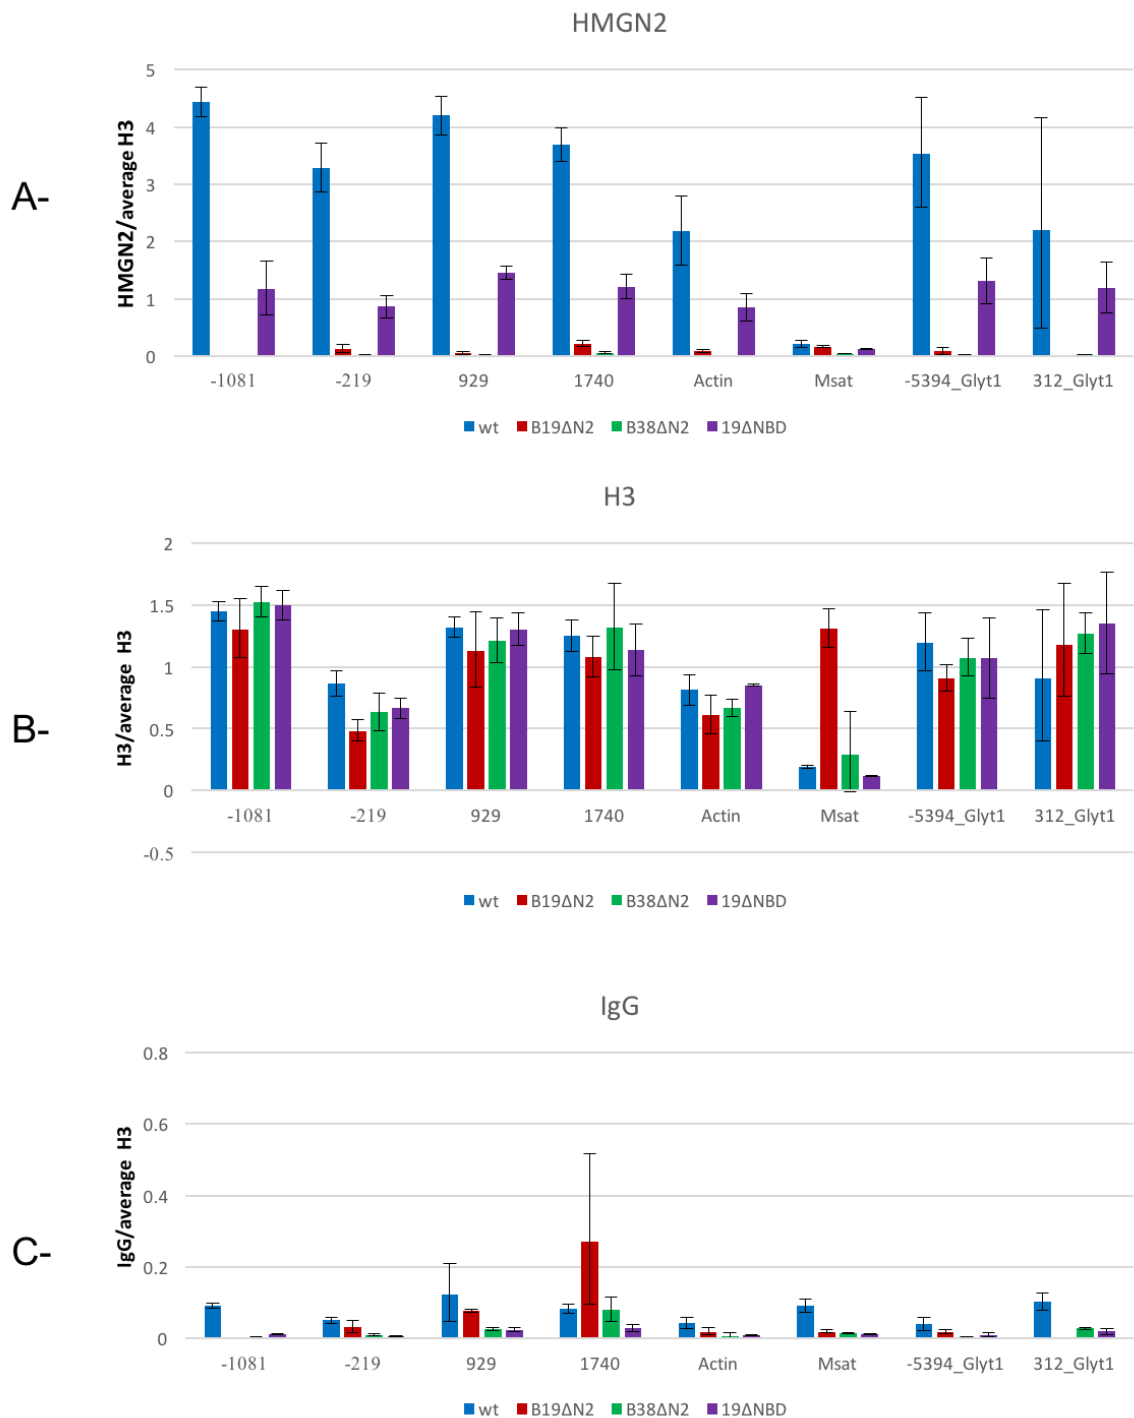 HMGN2
A-
HMGN2/average H3
5
4
3
2
1
0
-1081 -219 929 1740 Actin Msat -5394_Glyt1 312_Glyt1
wt B19ΔN2 B38ΔN2 19ΔNBD
H3
B-
H3/average H3
2
1.5
1
0.5
0
-1081 -219 929 1740 Actin Msat -5394_Glyt1 312_Glyt1
-0.5
wt B19ΔN2 B38ΔN2 19ΔNBD
IgG
C-
IgG/average H3
0.8
0.6
0.4
0.2
0
-1081 -219 929 1740 Actin Msat -5394_Glyt1 312_Glyt1
wt B19ΔN2 B38ΔN2 19ΔNBD